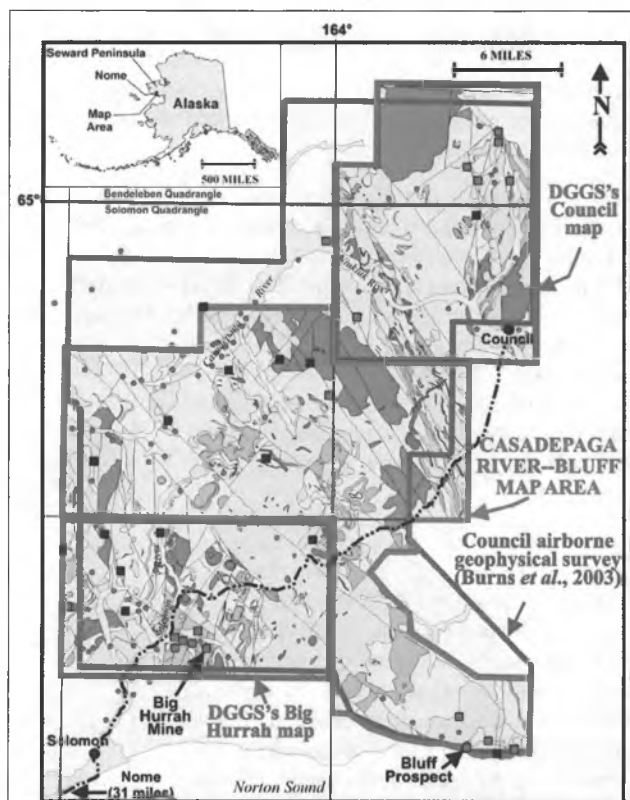 164°
Seward Peninsula
Nome
Map
Area
Alaska
500 MILES
6 MILES
N
Bendeleben Quadrangle
65°
Solomon Quadrangle
DGGS's
Council
map
River
River
Council
CASADEPAGA
RIVER–BLUFF
MAP AREA
Council airborne
geophysical survey
(Burns et al., 2003)
Big
Hurrah
Mine
DGGS's Big
Hurrah map
Solomon
Bluff
Prospect
Nome
(31 miles)
Norton Sound